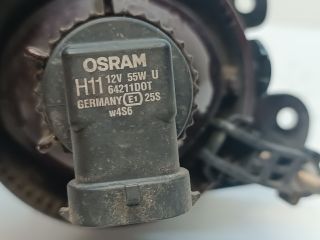 OSRAM
H11 12V 55W U
64211DOT
GERMANY E1 25S
w4S6